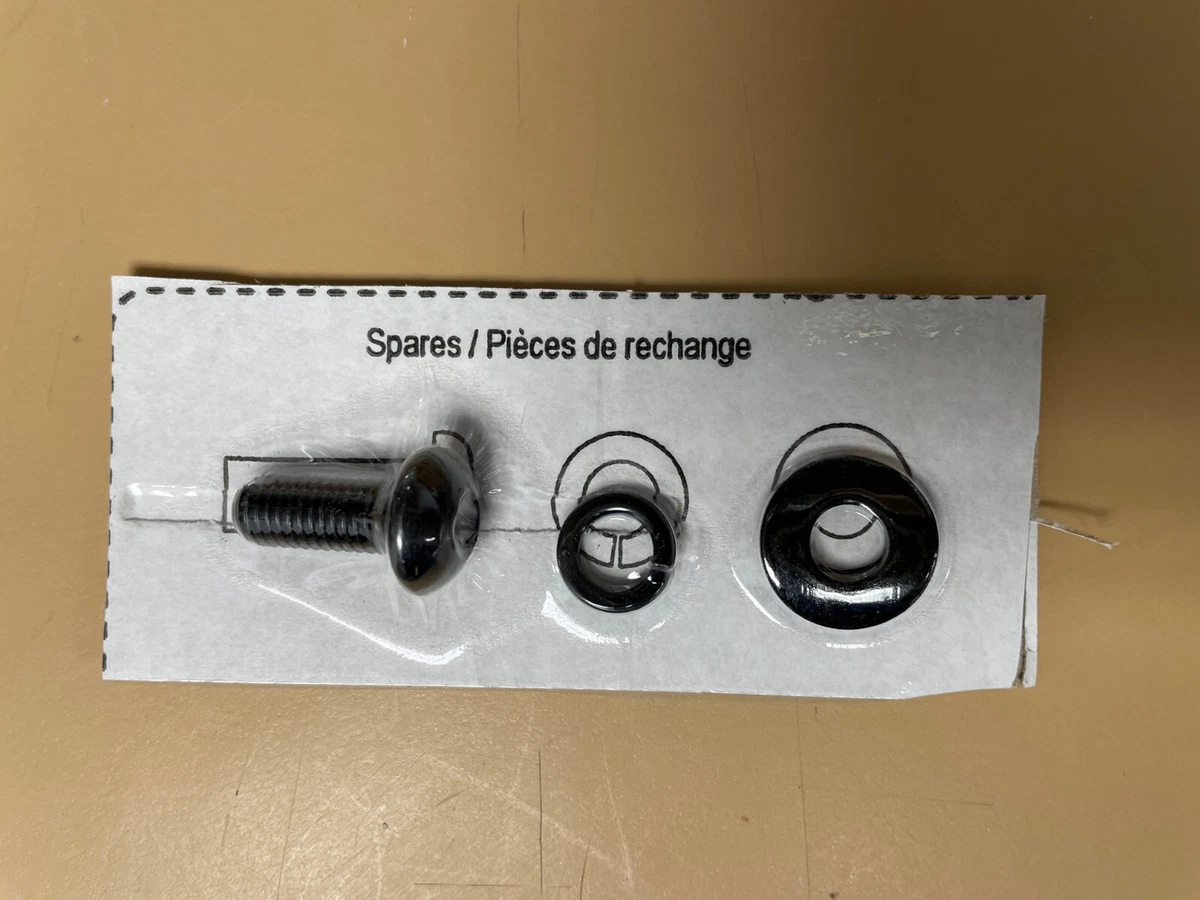 Spares / Pièces de rechange